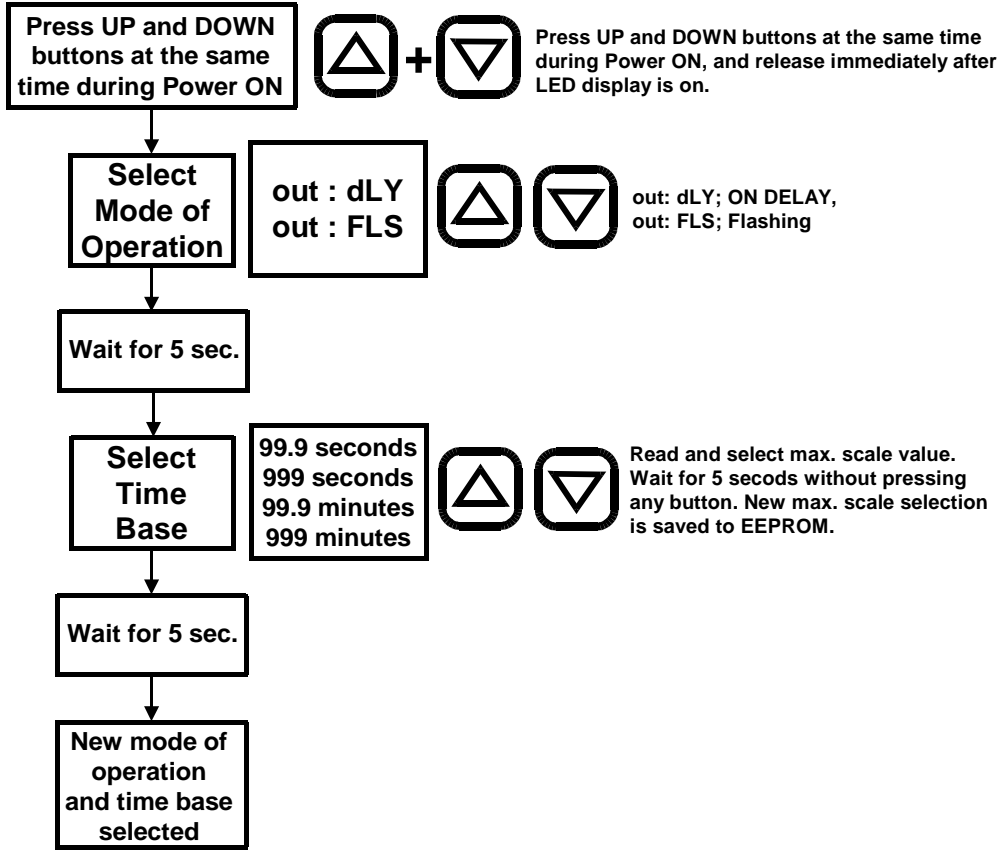 Press UP and DOWN
buttons at the same
time during Power ON
+
Press UP and DOWN buttons at the same time
during Power ON, and release immediately after
LED display is on.
Select
Mode of
Operation
out : dLY
out : FLS
out: dLY; ON DELAY,
out: FLS; Flashing
Wait for 5 sec.
Select
Time
Base
99.9 seconds
999 seconds
99.9 minutes
999 minutes
Read and select max. scale value.
Wait for 5 secods without pressing
any button. New max. scale selection
is saved to EEPROM.
Wait for 5 sec.
New mode of
operation
and time base
selected